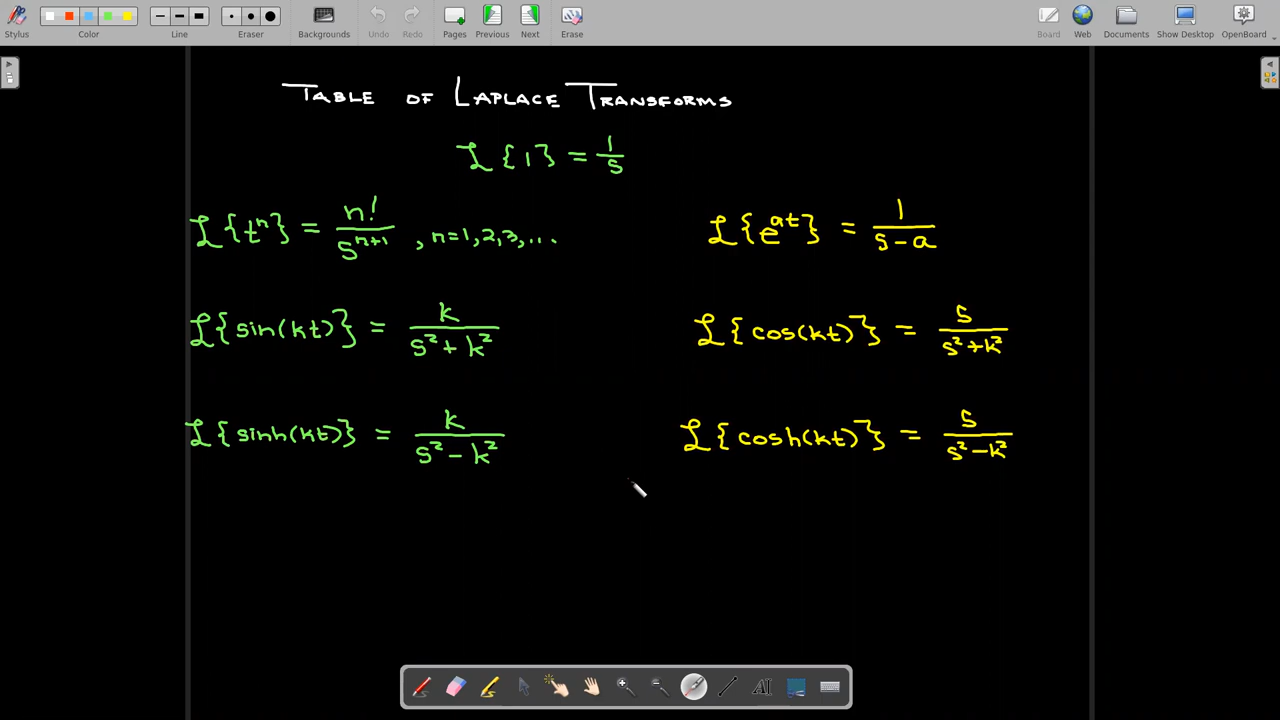 Stylus Color Line Eraser Backgrounds Undo Redo Pages Previous Next Erase Board Web Documents Show Desktop OpenBoard
TABLE OF LAPLACE TRANSFORMS
ℒ{1} = 1/s
ℒ{tⁿ} = n!/sⁿ⁺¹ , n=1,2,3,...
ℒ{eᵃᵗ} = 1/(s-a)
ℒ{sin(kt)} = k/(s²+k²)
ℒ{cos(kt)} = s/(s²+k²)
ℒ{sinh(kt)} = k/(s²-k²)
ℒ{cosh(kt)} = s/(s²-k²)
AI